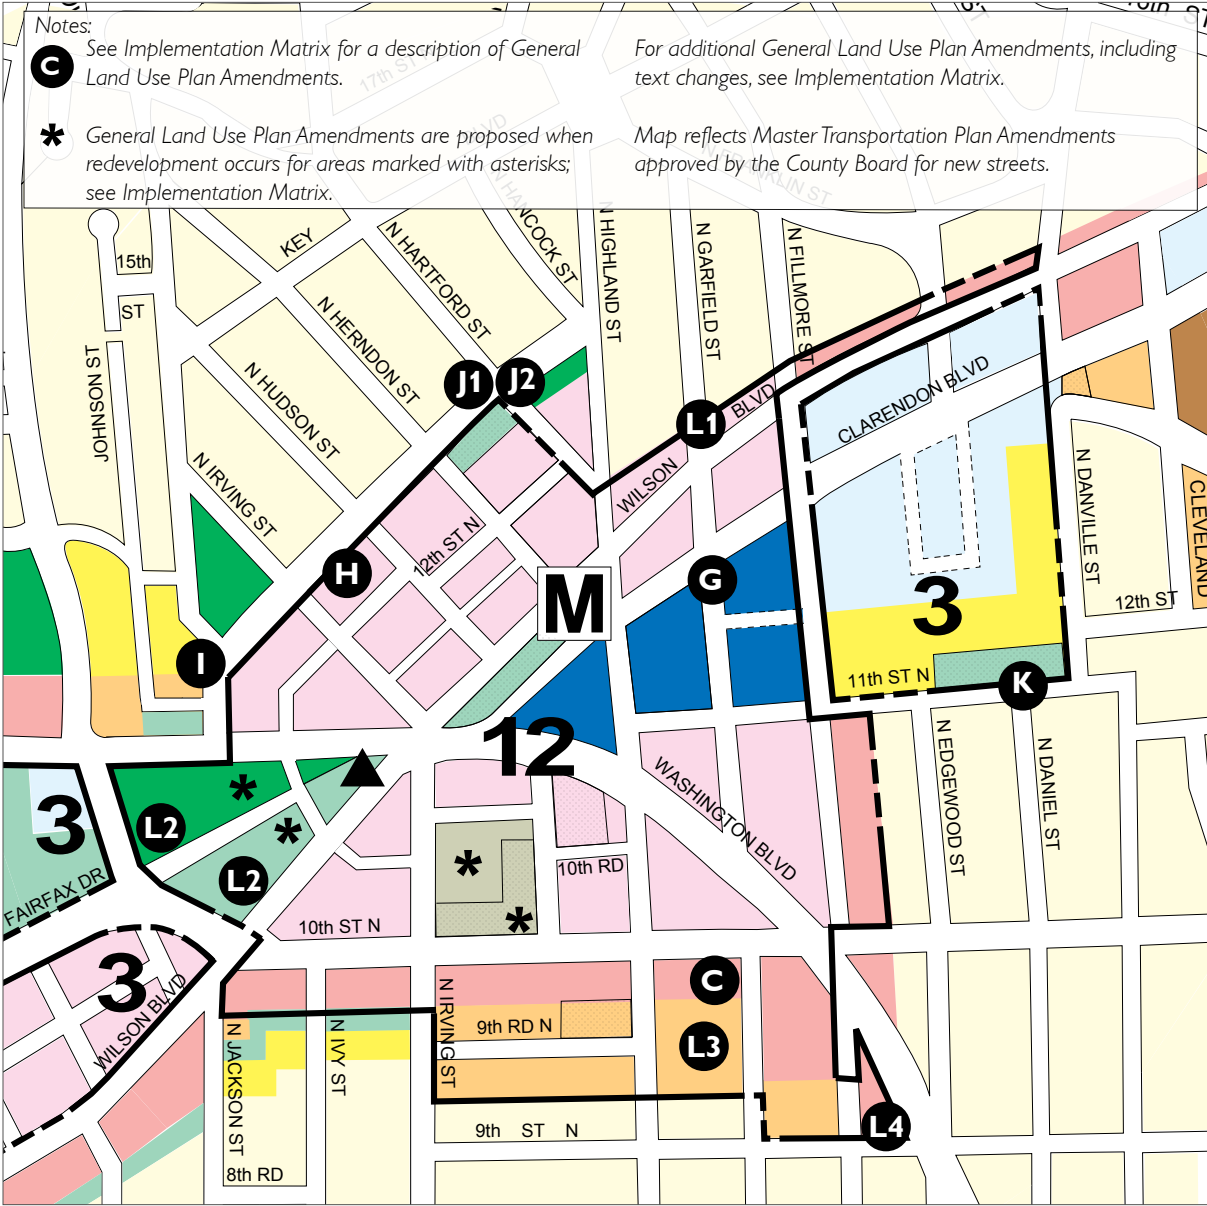 Notes:
C
See Implementation Matrix for a description of General
Land Use Plan Amendments.
*
General Land Use Plan Amendments are proposed when
redevelopment occurs for areas marked with asterisks;
see Implementation Matrix.
For additional General Land Use Plan Amendments, including
text changes, see Implementation Matrix.
Map reflects Master Transportation Plan Amendments
approved by the County Board for new streets.
17th ST N
BLVD
N FRANKLIN ST
N HANCOCK ST
N HIGHLAND ST
N GARFIELD ST
N FILLMORE ST
KEY
N HARTFORD ST
15th
ST
JOHNSON ST
N HERNDON ST
N HUDSON ST
N IRVING ST
J1
J2
L1
BLVD
WILSON
CLARENDON BLVD
N DANVILLE ST
CLEVELAND
12th ST
12th ST N
H
G
M
3
I
11th ST N
K
12
N EDGEWOOD ST
N DANIEL ST
WASHINGTON BLVD
*
L2
*
L2
3
FAIRFAX DR
*
*
10th RD
10th ST N
3
WILSON BLVD
C
9th RD N
L3
N IRVING ST
N JACKSON ST
N IVY ST
L4
9th ST N
8th RD